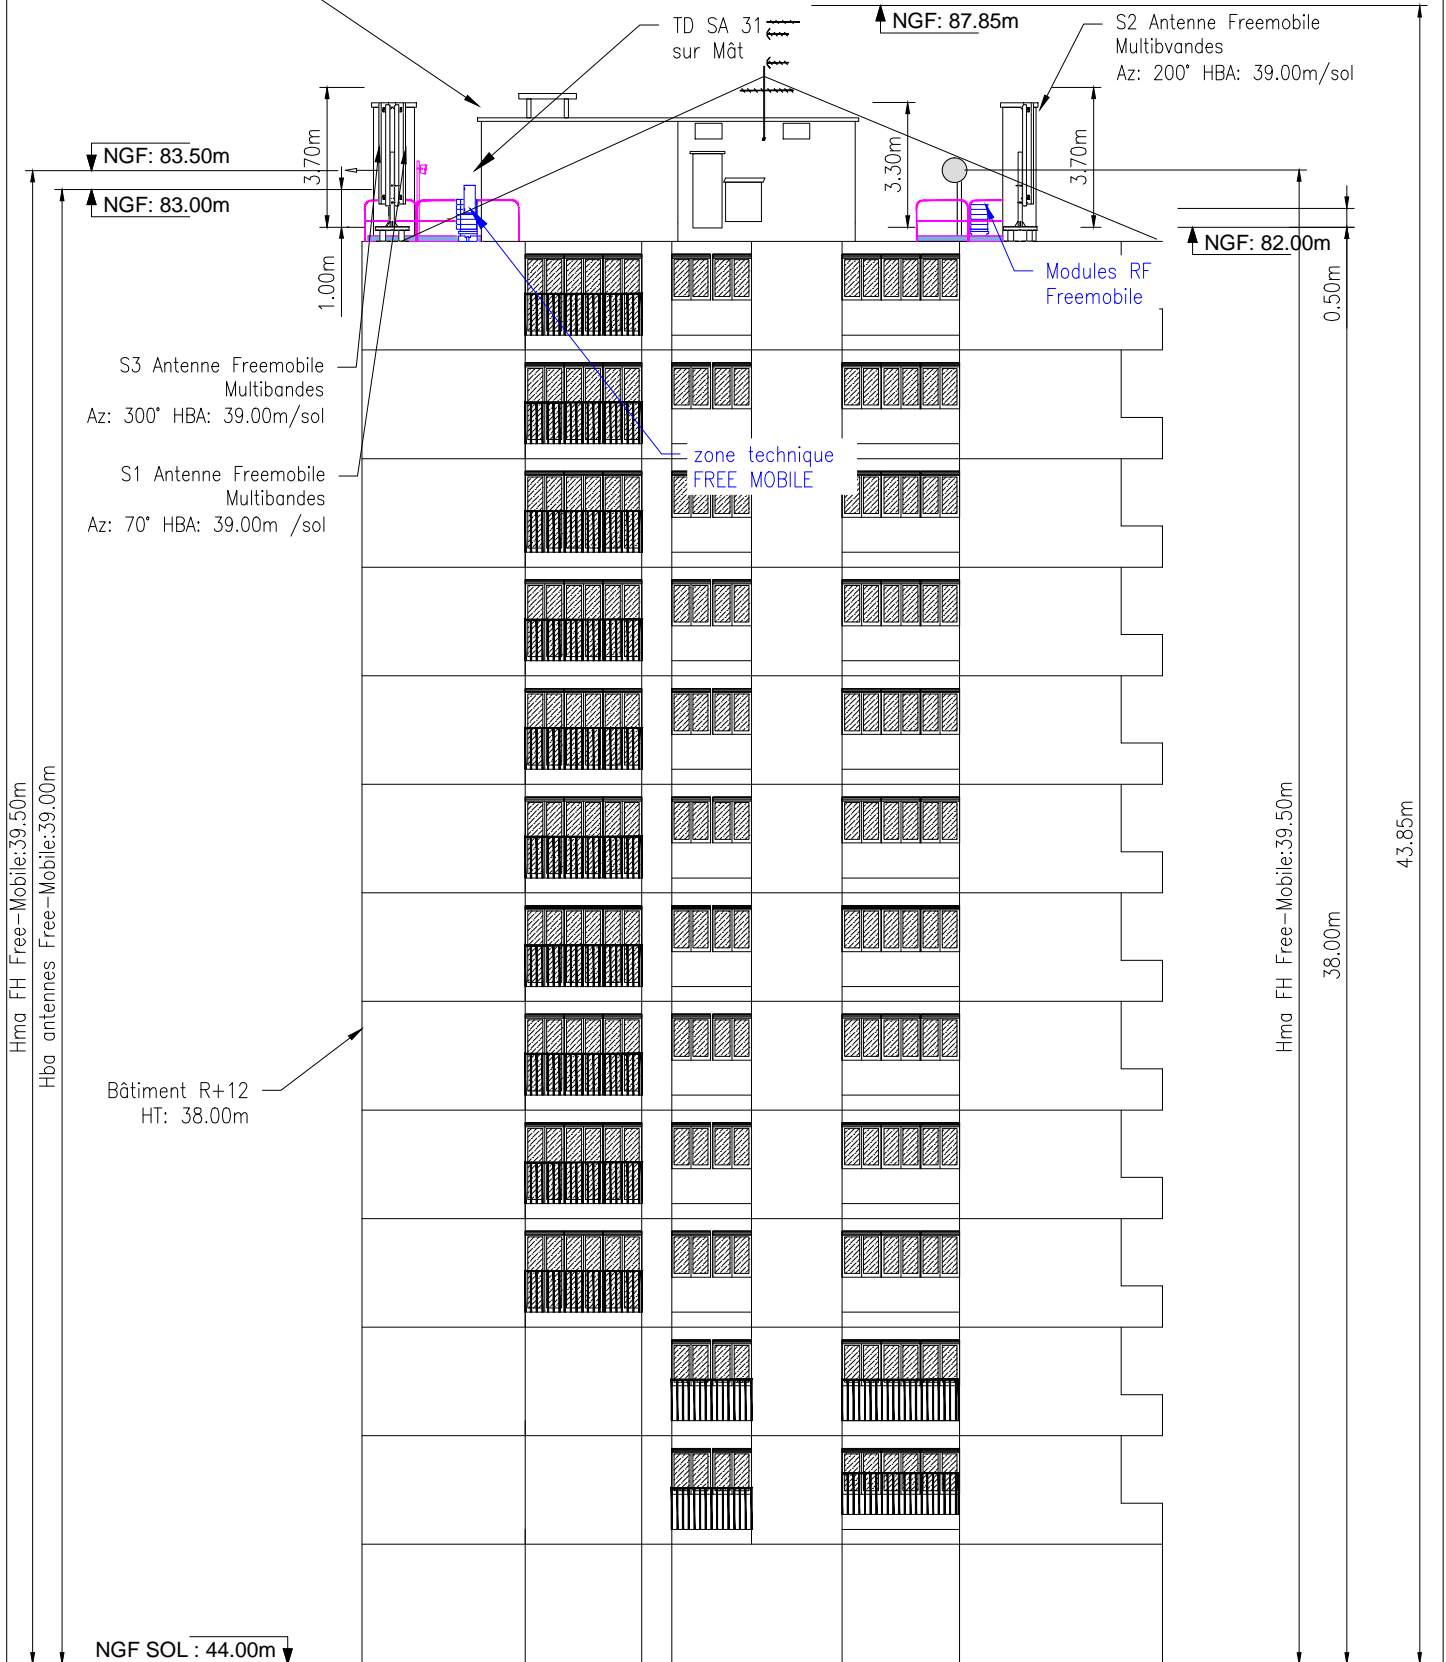 NGF: 87.85m
TD SA 31
sur Mât
S2 Antenne Freemobile
Multibvandes
Az: 200° HBA: 39.00m/sol
NGF: 83.50m
NGF: 83.00m
3.70m
1.00m
3.30m
3.70m
NGF: 82.00m
0.50m
Modules RF
Freemobile
S3 Antenne Freemobile
Multibandes
Az: 300° HBA: 39.00m/sol
zone technique
FREE MOBILE
S1 Antenne Freemobile
Multibandes
Az: 70° HBA: 39.00m /sol
Hma FH Free-Mobile:39.50m
Hba antennes Free-Mobile:39.00m
Hma FH Free-Mobile:39.50m
38.00m
43.85m
Bâtiment R+12
HT: 38.00m
NGF SOL : 44.00m